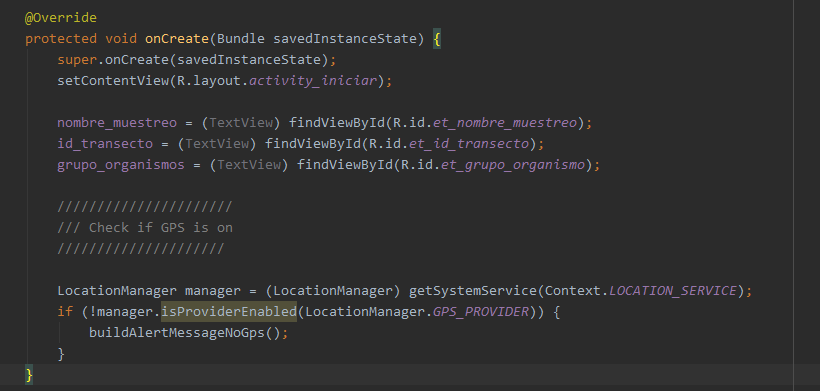 @Override
protected void onCreate(Bundle savedInstanceState) {
super.onCreate(savedInstanceState);
setContentView(R.layout.activity_iniciar);
nombre_muestreo = (TextView) findViewById(R.id.et_nombre_muestreo);
id_transecto = (TextView) findViewById(R.id.et_id_transecto);
grupo_organismos = (TextView) findViewById(R.id.et_grupo_organismo);
//////////////////////
/// Check if GPS is on
/////////////////////
LocationManager manager = (LocationManager) getSystemService(Context.LOCATION_SERVICE);
if (!manager.isProviderEnabled(LocationManager.GPS_PROVIDER)) {
buildAlertMessageNoGps();
}
}